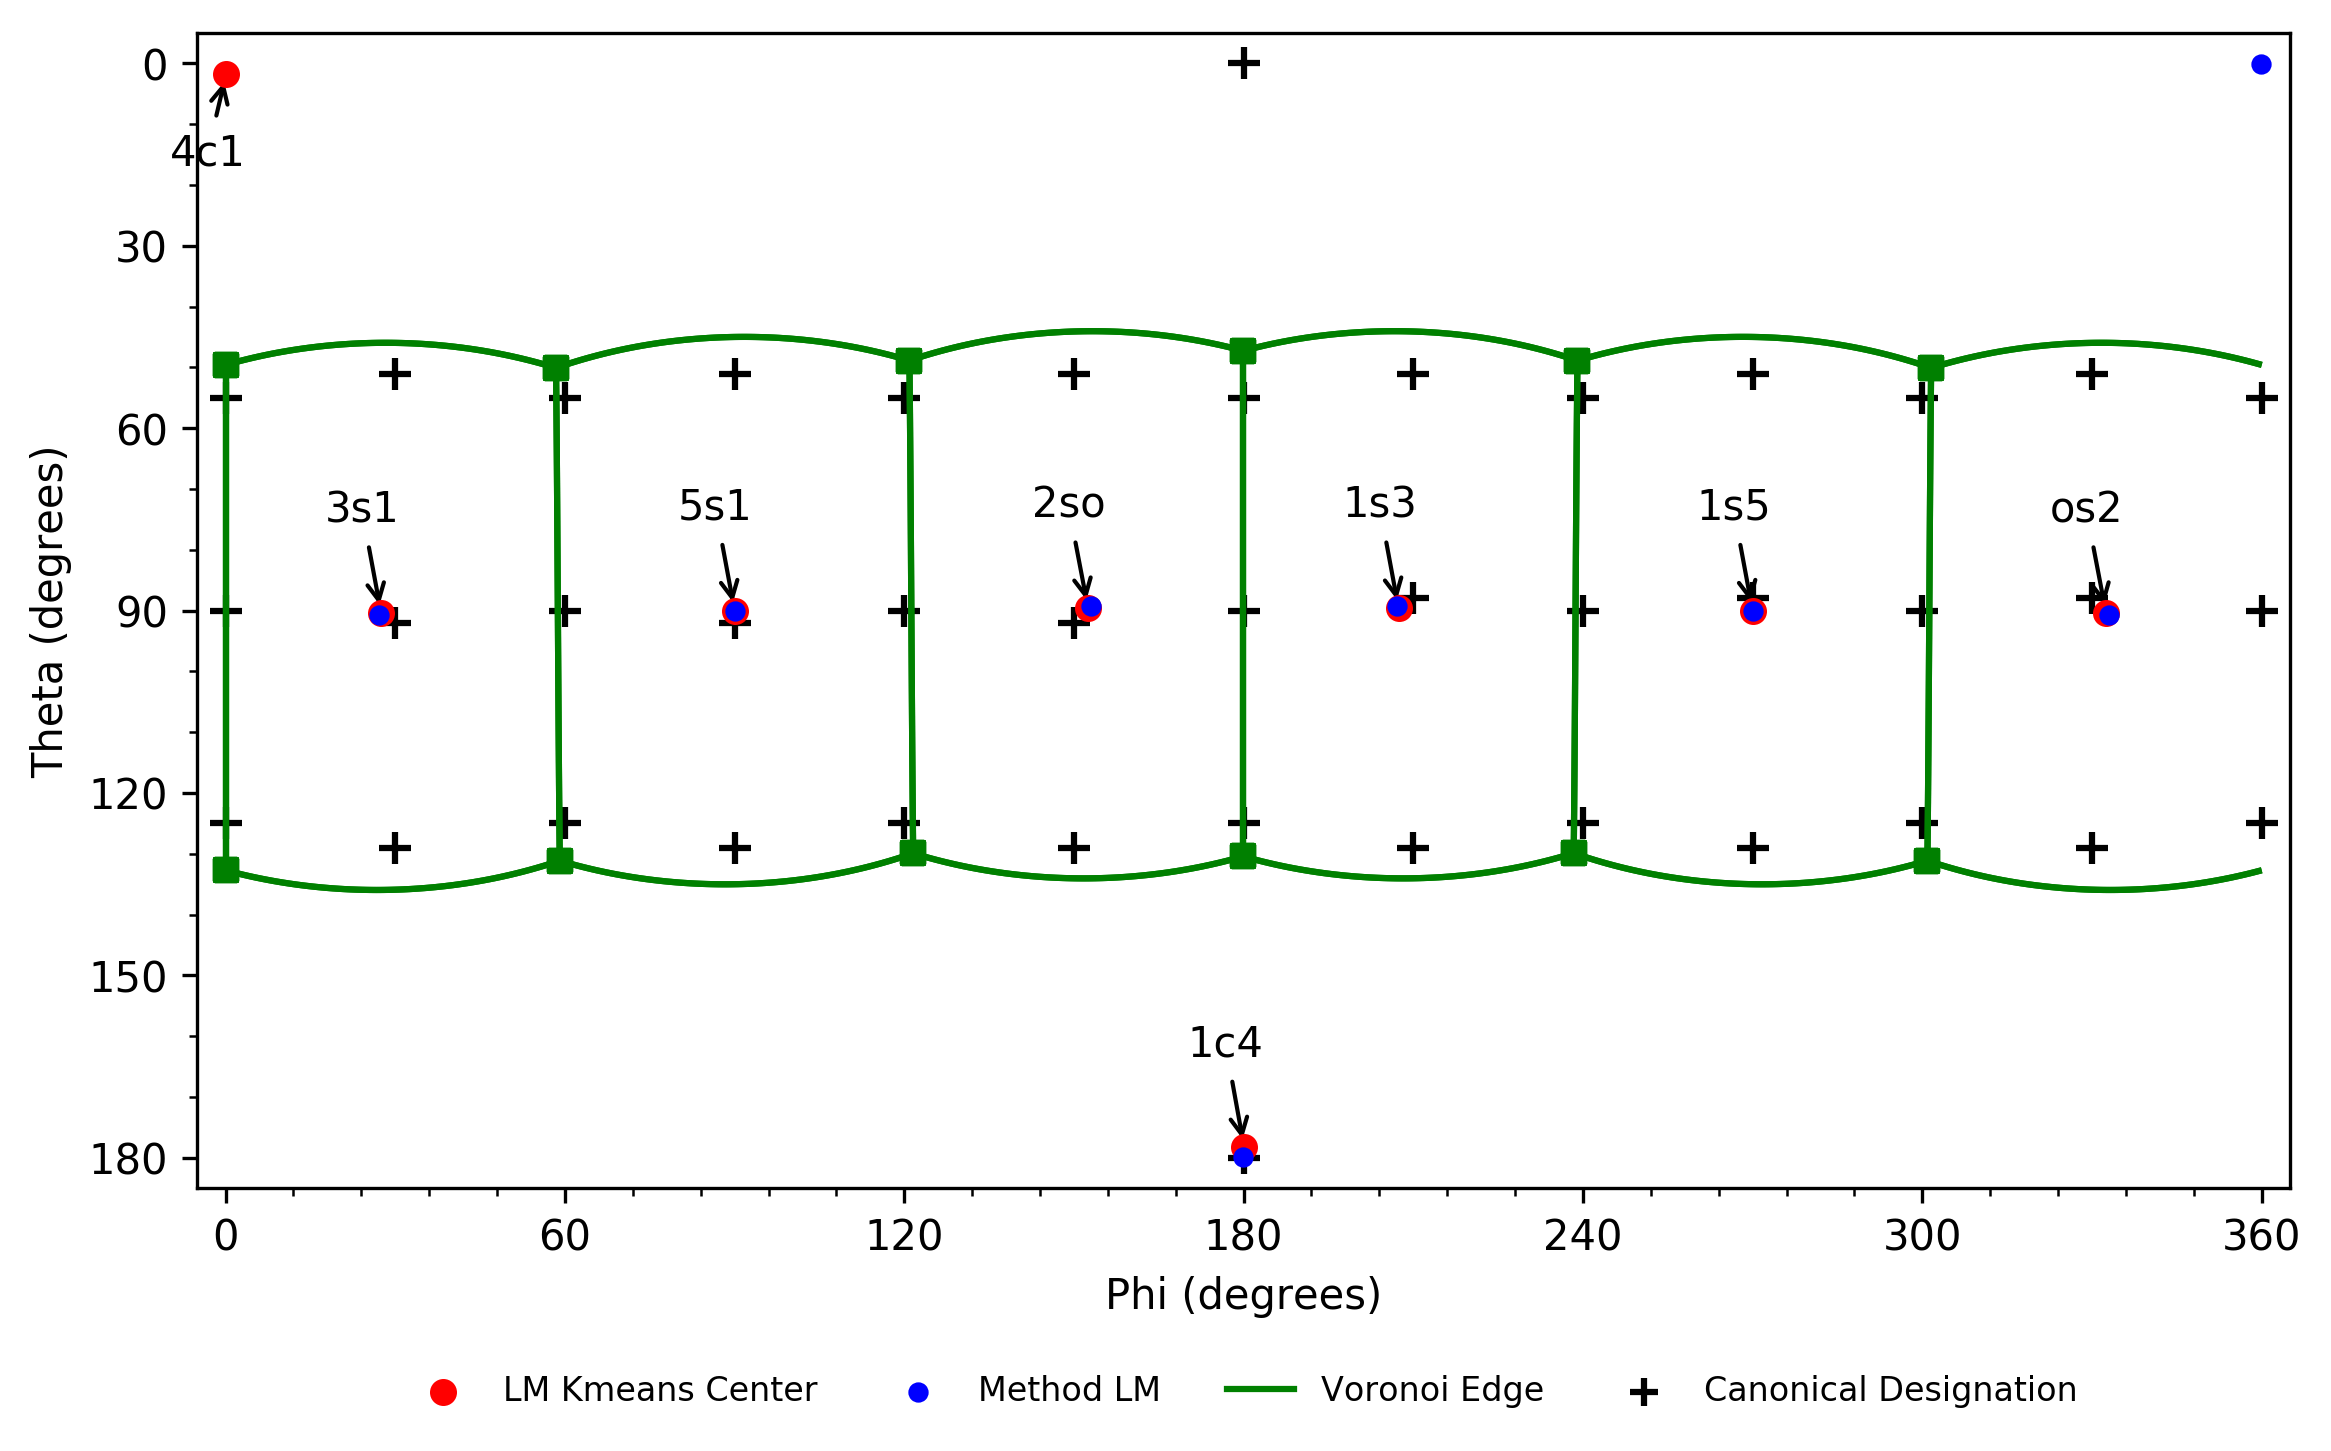 0
30
60
90
120
150
180
Theta (degrees)
4c1
3s1
5s1
2so
1s3
1s5
os2
1c4
0
60
120
180
240
300
360
Phi (degrees)
LM Kmeans Center
Method LM
Voronoi Edge
Canonical Designation